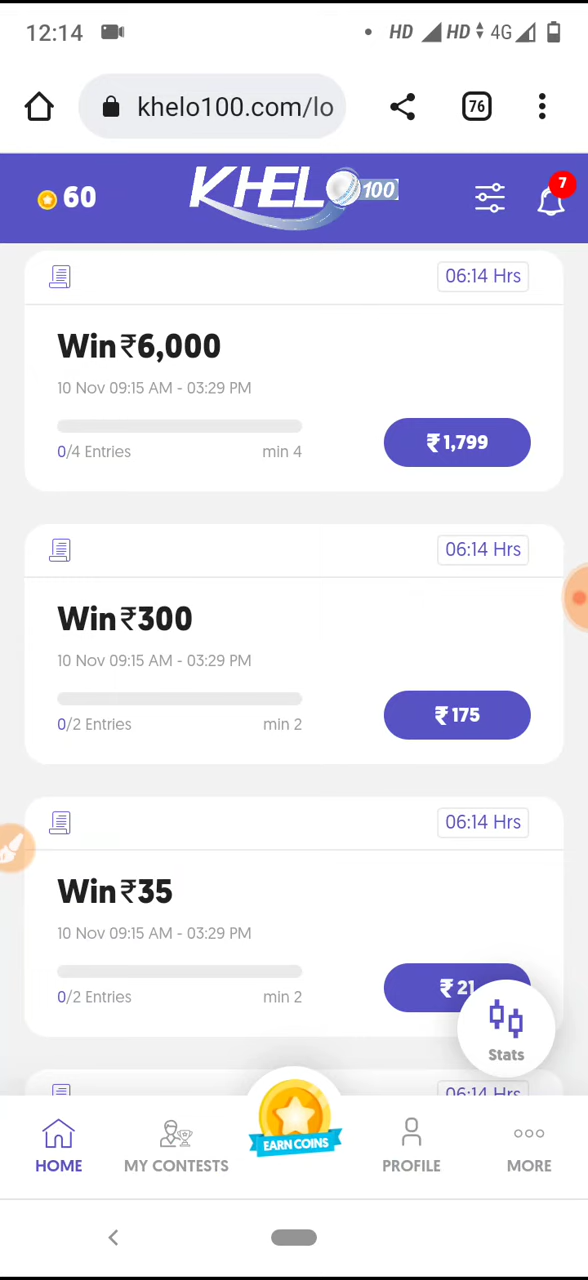 12:14
HD HD 4G
khelo100.com/lo
76
60
KHELO 100
7
06:14 Hrs
Win ₹6,000
10 Nov 09:15 AM - 03:29 PM
0/4 Entries min 4
₹1,799
06:14 Hrs
Win ₹300
10 Nov 09:15 AM - 03:29 PM
0/2 Entries min 2
₹175
06:14 Hrs
Win ₹35
10 Nov 09:15 AM - 03:29 PM
0/2 Entries min 2
₹21
Stats
06:14 Hrs
EARN COINS
HOME MY CONTESTS PROFILE MORE